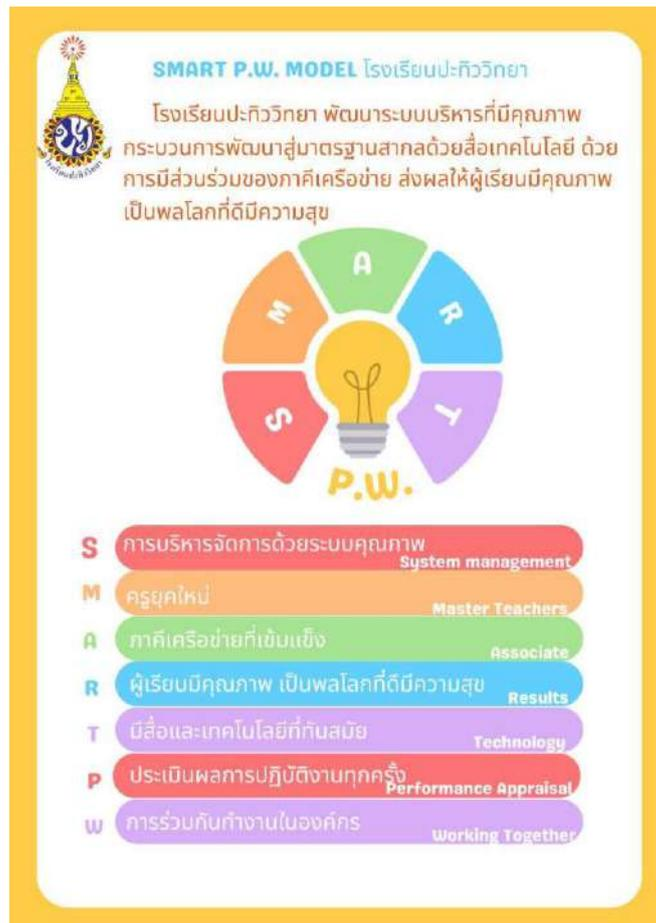 SMART P.W. MODEL โรงเรียนปะทิววิทยา
โรงเรียนปะทิววิทยา พัฒนาระบบบริหารที่มีคุณภาพ
กระบวนการพัฒนาสู่มาตรฐานสากลด้วยสื่อเทคโนโลยี ด้วย
การมีส่วนร่วมของภาคีเครือข่าย ส่งผลให้ผู้เรียนมีคุณภาพ
เป็นพลโลกที่ดีมีความสุข
S
M
A
R
T
P.W.
S การบริหารจัดการด้วยระบบคุณภาพ
System management
M ครูยุคใหม่
Master Teachers
A ภาคีเครือข่ายที่เข้มแข็ง
Associate
R ผู้เรียนมีคุณภาพ เป็นพลโลกที่ดีมีความสุข
Results
T มีสื่อและเทคโนโลยีที่ทันสมัย
Technology
P ประเมินผลการปฏิบัติงานทุกครั้ง
Performance Appraisal
W การร่วมกันทำงานในองค์กร
Working Together